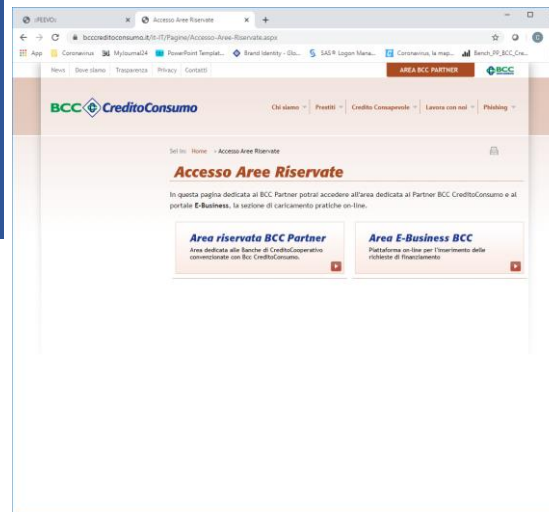 Accesso Aree Riservate
bcccreditoconsumo.it/it-IT/Pagine/Accesso-Aree-Riservate.aspx
App
Coronavirus
MyJournal24
PowerPoint Templat...
Brand Identity - Glo...
SAS® Logon Mana...
Coronavirus, la map...
Bench_PP_BCC_Cre...
News
Dove siamo
Trasparenza
Privacy
Contatti
AREA BCC PARTNER
BCC
BCC CreditoConsumo
Chi siamo
Prestiti
Credito Consapevole
Lavora con noi
Phishing
Sei in: Home > Accesso Aree Riservate
Accesso Aree Riservate
In questa pagina dedicata ai BCC Partner potrai accedere all'area dedicata ai Partner BCC CreditoConsumo e al
portale E-Business, la sezione di caricamento pratiche on-line.
Area riservata BCC Partner
Area dedicata alle Banche di CreditoCooperativo
convenzionate con Bcc CreditoConsumo.
Area E-Business BCC
Piattaforma on-line per l'inserimento delle
richieste di finanziamento